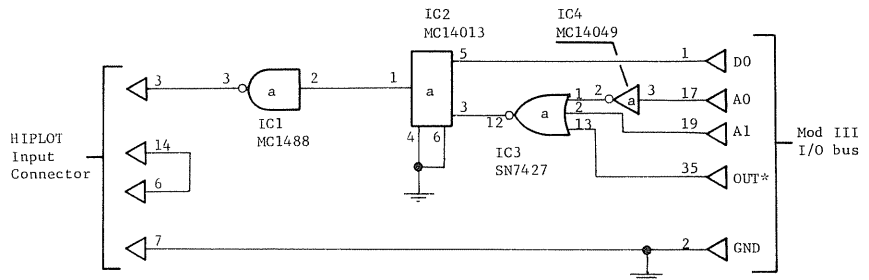 IC2
MC14013
IC4
MC14049
5
1
D0
3
3
2
1
a
1
2
a
3
17
A0
a
3
12
a
2
13
19
A1
IC1
MC1488
4
6
IC3
SN7427
HIPLOT
Input
Connector
14
6
35
OUT*
Mod III
I/O bus
7
2
GND